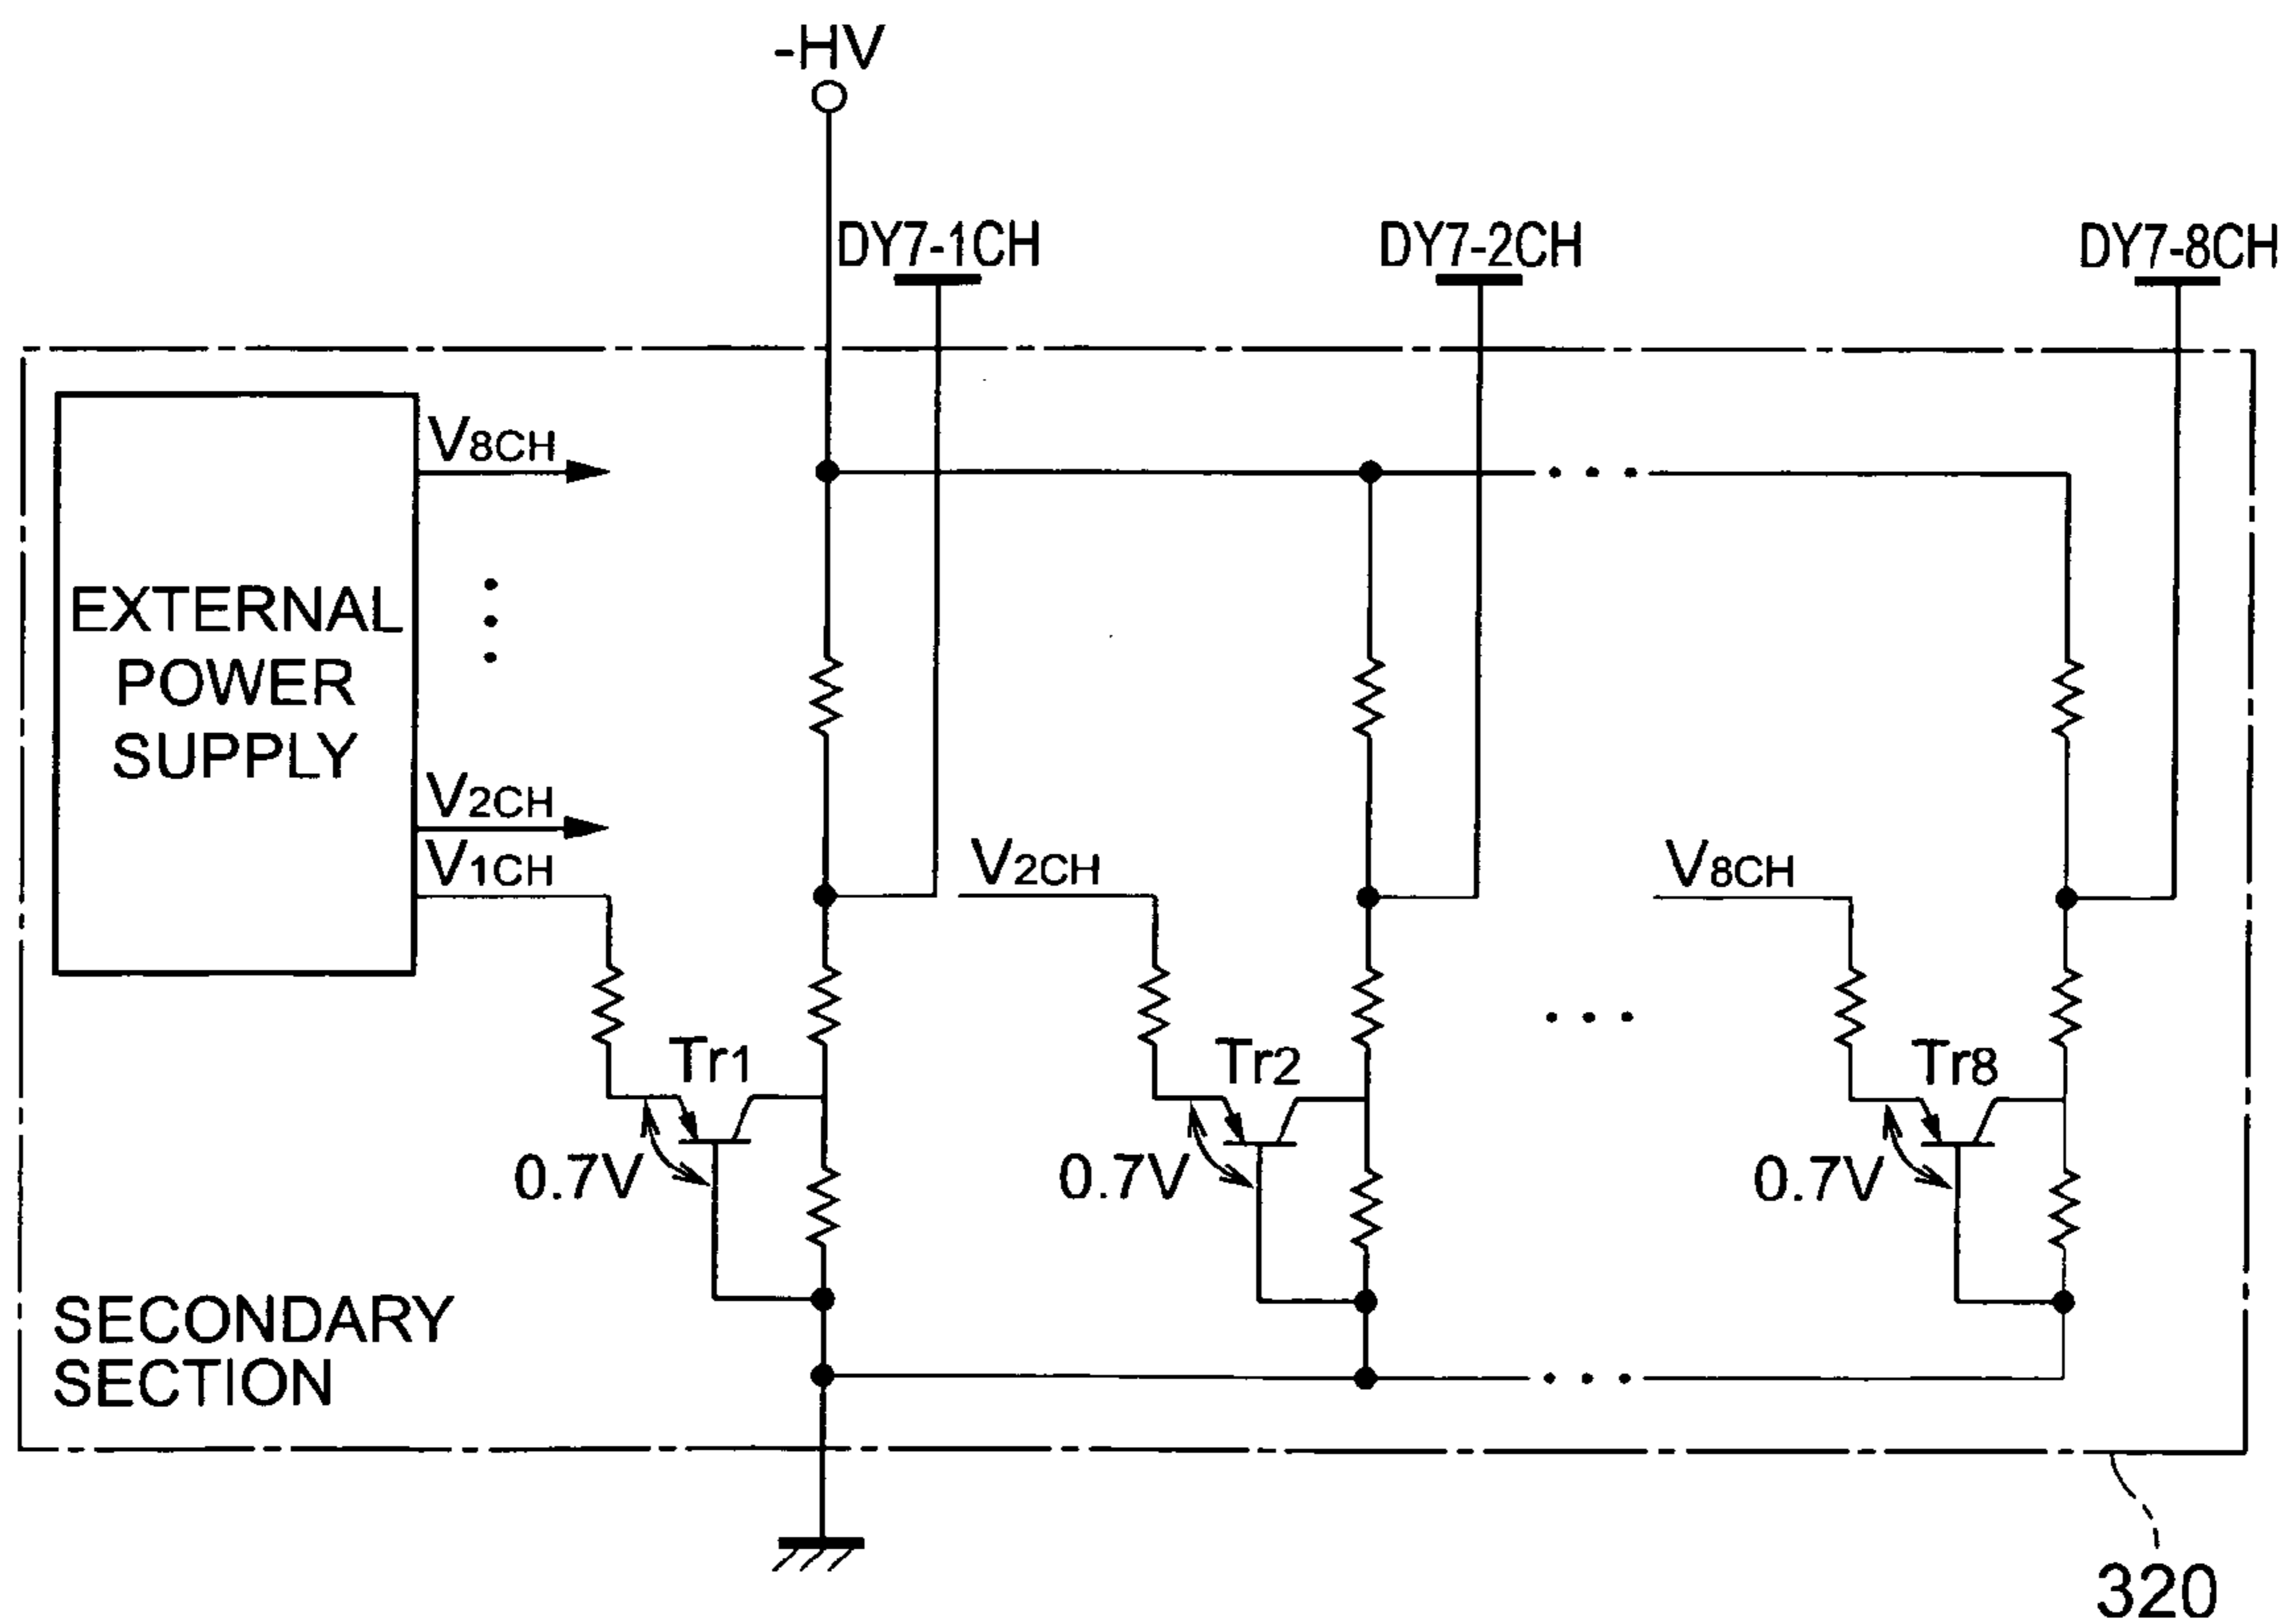 -HV
DY7-1CH
DY7-2CH
DY7-8CH
V8CH
EXTERNAL
POWER
SUPPLY
V2CH
V1CH
V2CH
V8CH
Tr1
Tr2
Tr8
0.7V
0.7V
0.7V
SECONDARY
SECTION
320